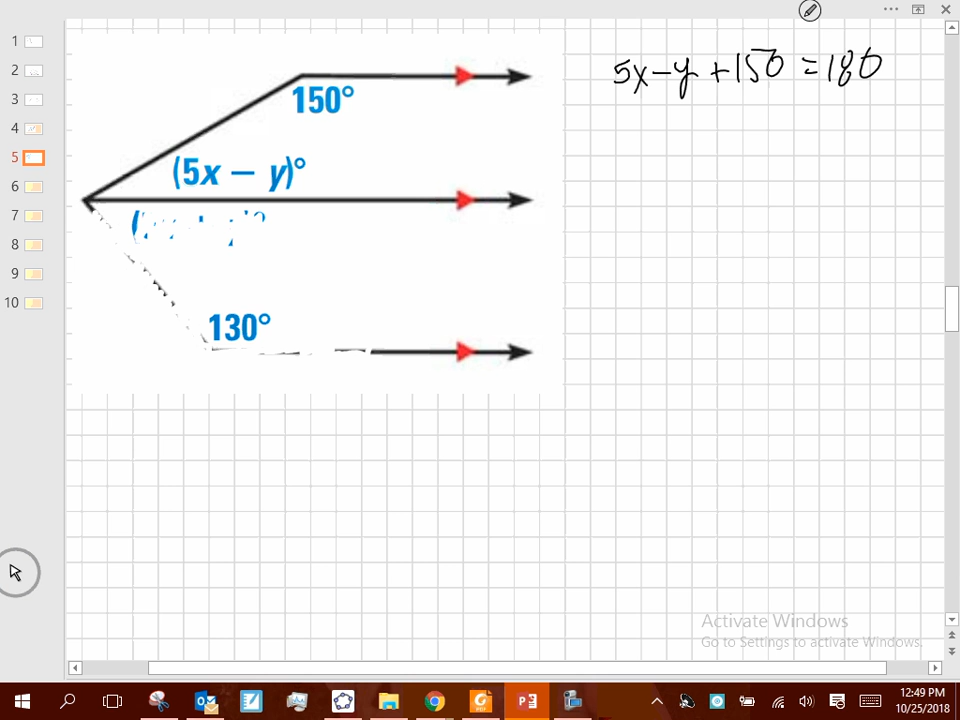 1
2
3
4
5
6
7
8
9
10
150°
(5x − y)°
130°
5x−y+150=180
Activate Windows
Go to Settings to activate Windows.
12:49 PM
10/25/2018